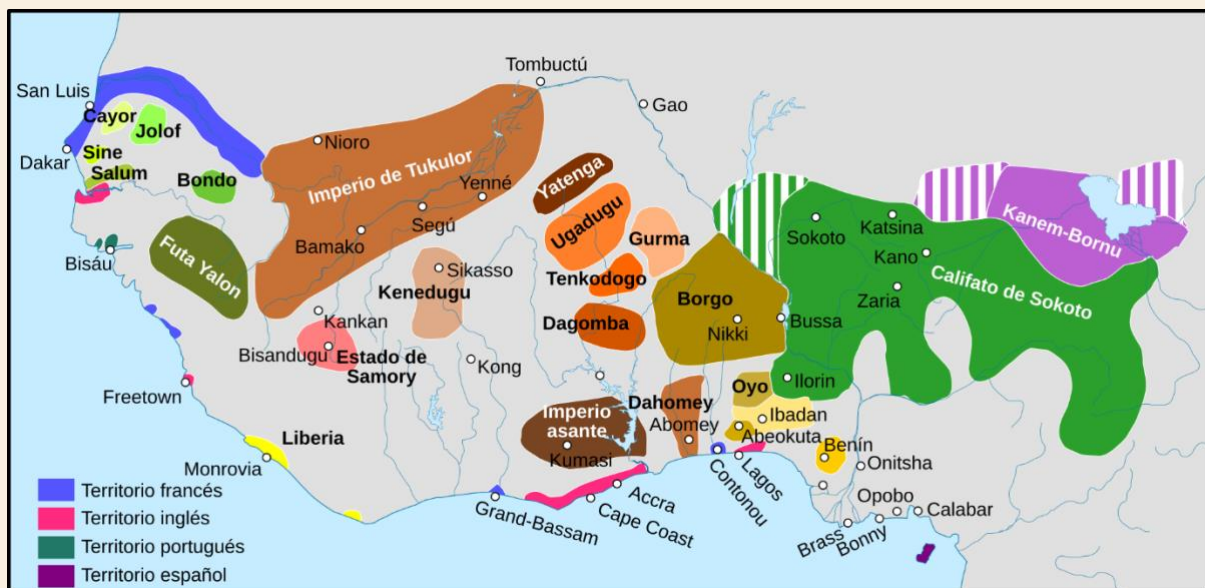 Tombuctú
San Luis
Gao
Cayor
Jolof
Nioro
Dakar
Sine
Salum
Bondo
Imperio de Tukulor
Yenné
Segú
Bamako
Yatenga
Ugadugu
Gurma
Sokoto
Katsina
Kano
Kanem-Bornu
Califato de Sokoto
Zaria
Bisáu
Futa Yalon
Sikasso
Kenedugu
Tenkodogo
Borgo
Nikki
Bussa
Kankan
Dagomba
Bisandugu
Estado de
Samory
Kong
Freetown
Ilorin
Oyo
Dahomey
Abomey
Ibadan
Abeokuta
Imperio
asante
Kumasi
Liberia
Monrovia
Benín
Onitsha
Lagos
Contonou
Accra
Cape Coast
Grand-Bassam
Opobo
Calabar
Brass
Bonny
Territorio francés
Territorio inglés
Territorio portugués
Territorio español